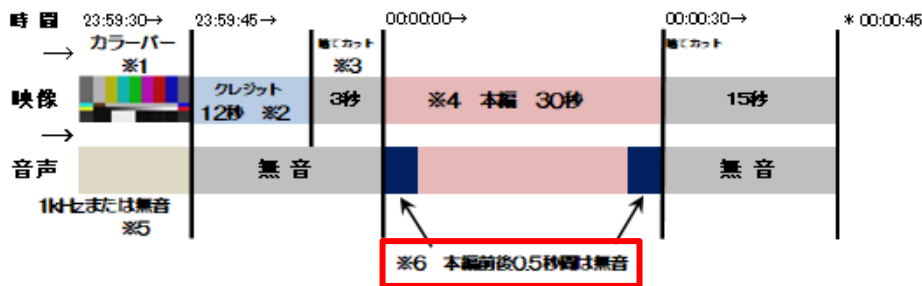 時間 23:59:30→ 23:59:45→ 00:00:00→ 00:00:30→ * 00:00:45
→ カラーバー 捨てカット 捨てカット
※1 ※3
映像 クレジット 12秒 ※2 3秒 ※4 本編 30秒 15秒
→
音声 無音 無音
1kHzまたは無音
※5
※6 本編前後0.5秒間は無音